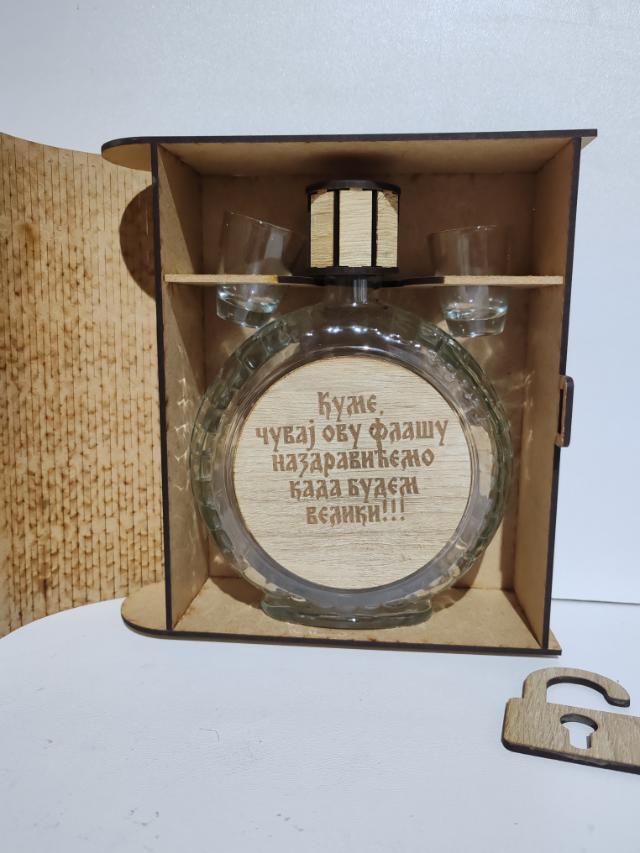 Куме,
чувај ову флашу
наздравићемо
када будем
велики!!!